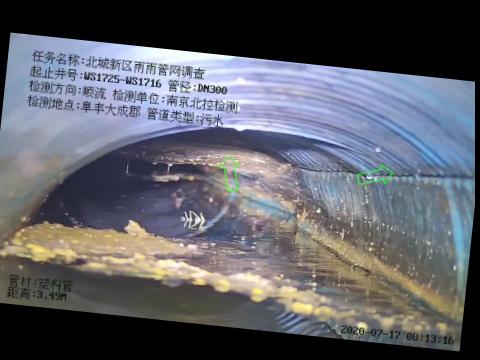 任务名称:北城新区雨雨管网调查
起止井号:WS1725-WS1716 管径:DN300
检测方向:顺流 检测单位:南京北控检测
检测地点:阜丰大成郡 管道类型:污水
管材:塑料管
距离:3.49M
2020-07-17 08:13:16